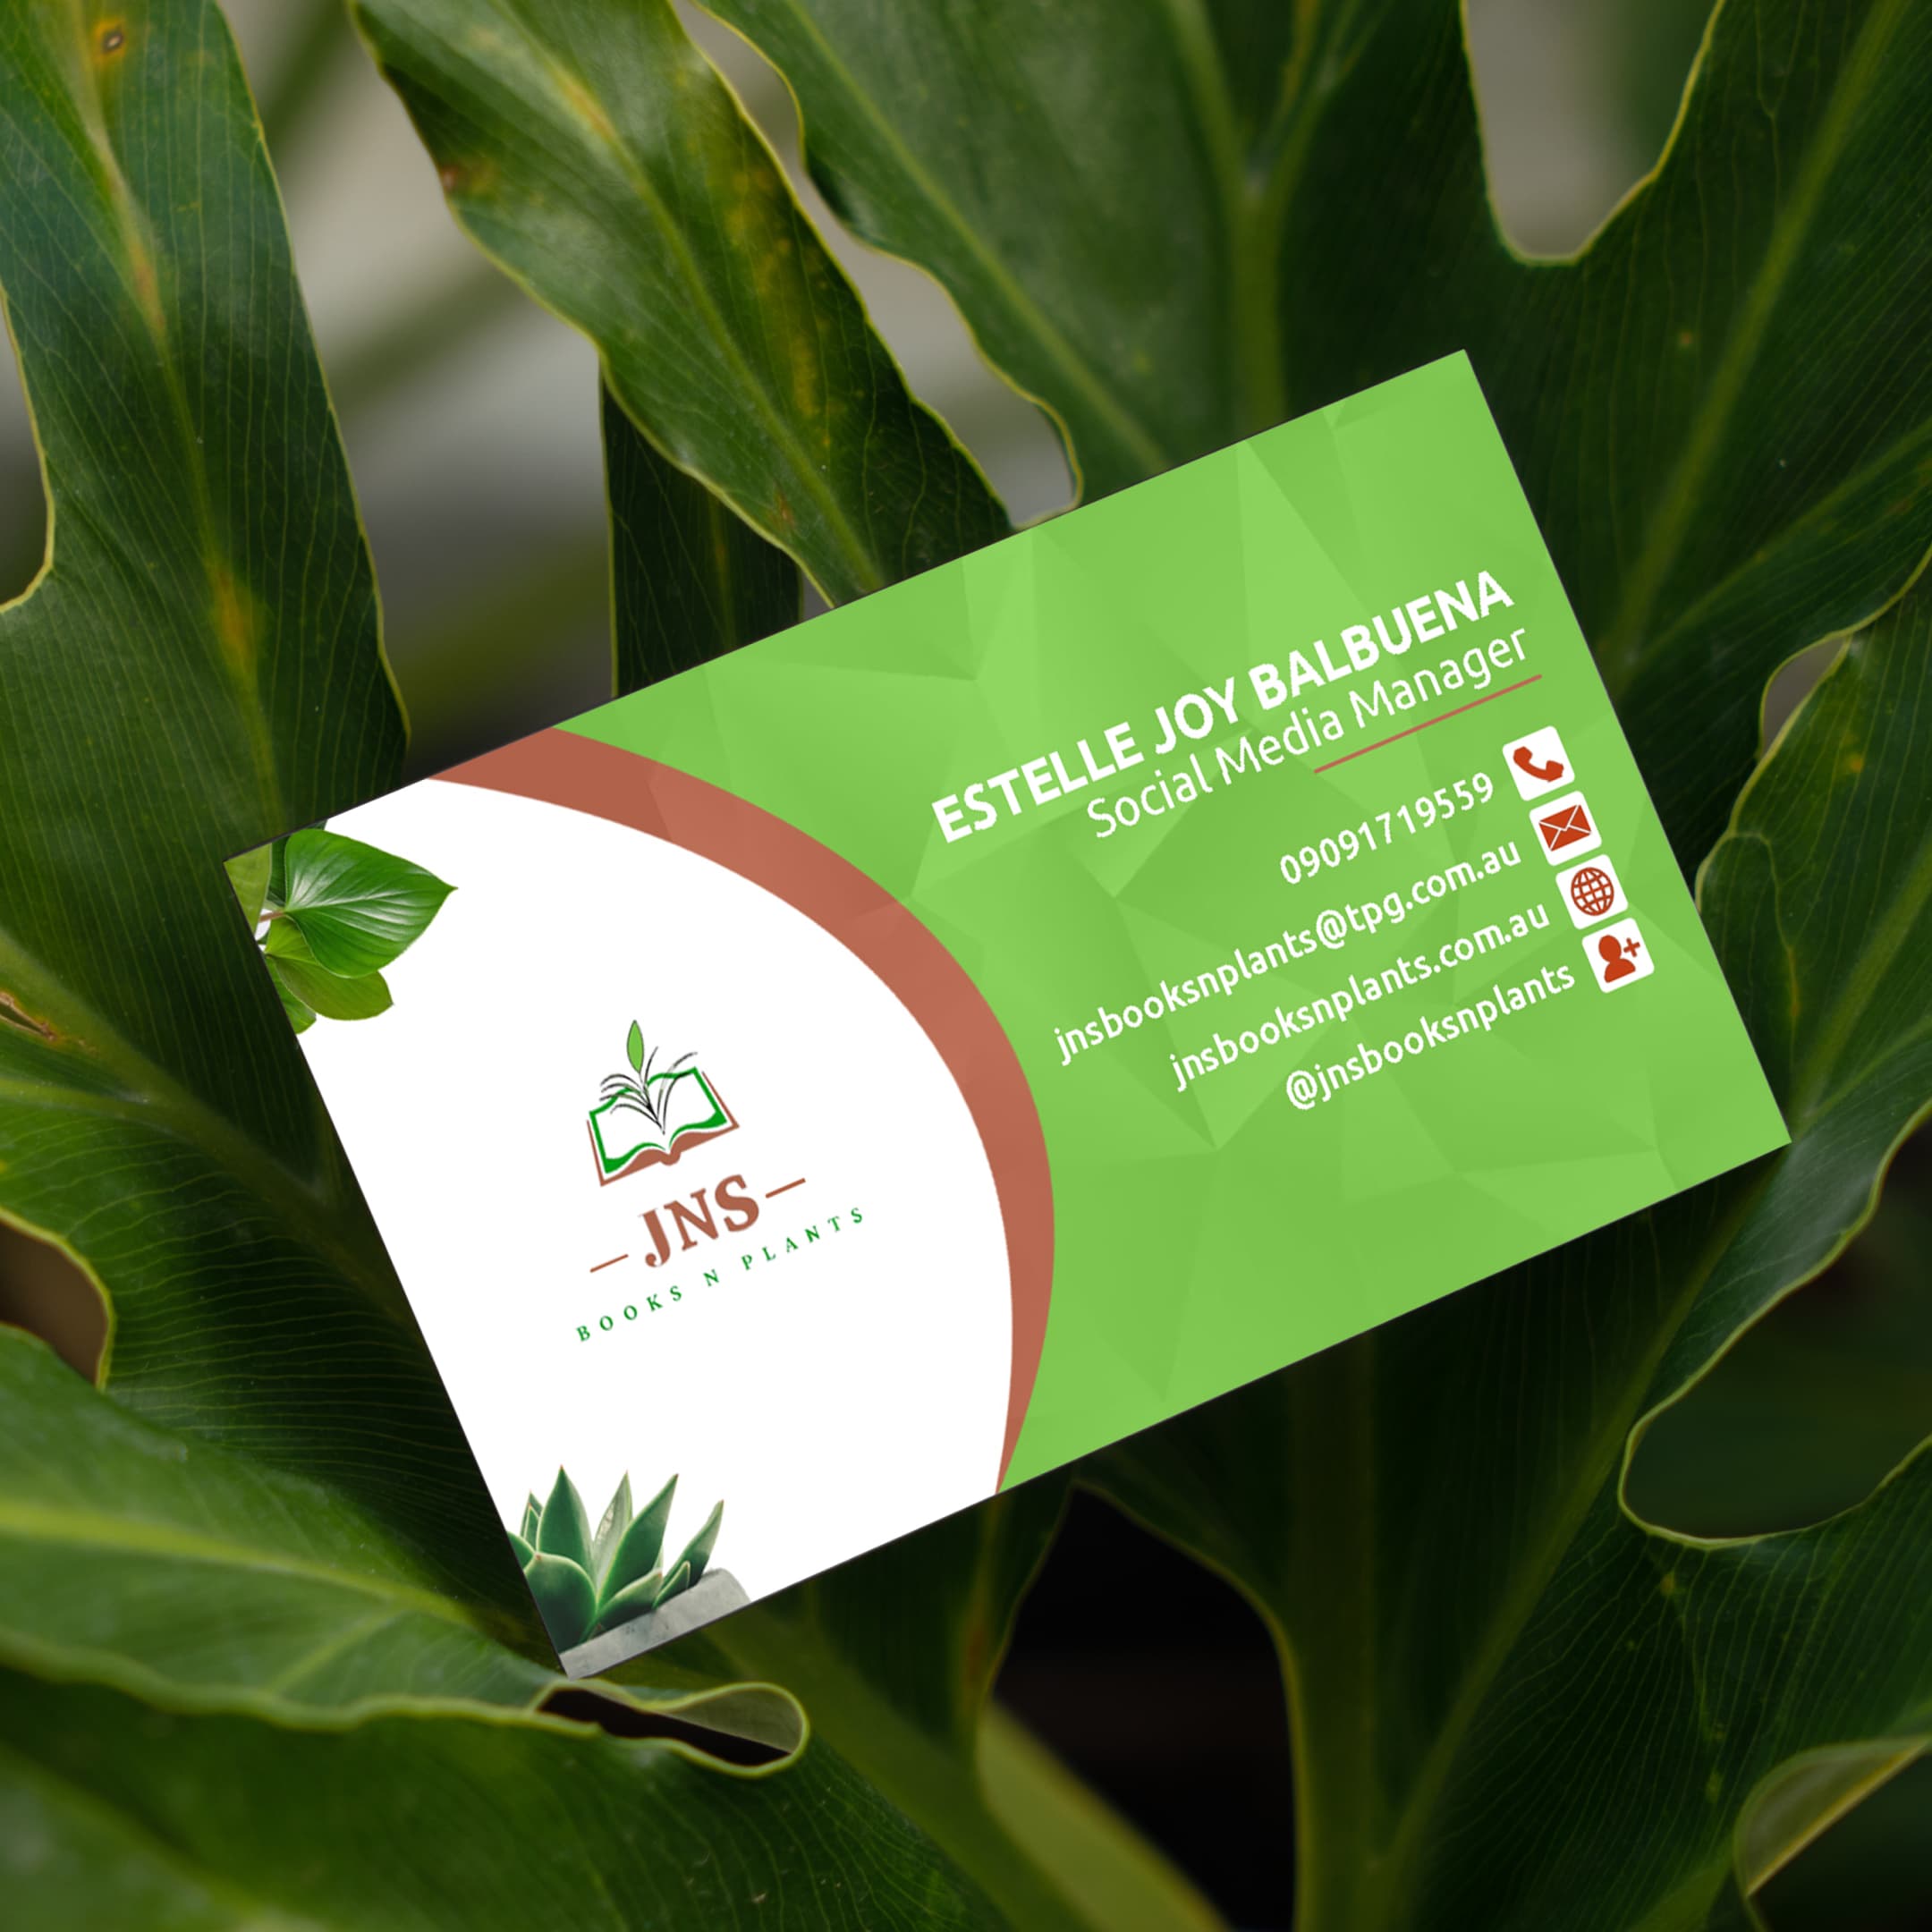 ESTELLE JOY BALBUENA
Social Media Manager
09091719559
jnsbooksnplants@tpg.com.au
jnsbooksnplants.com.au
@jnsbooksnplants
JNS
BOOKS N PLANTS